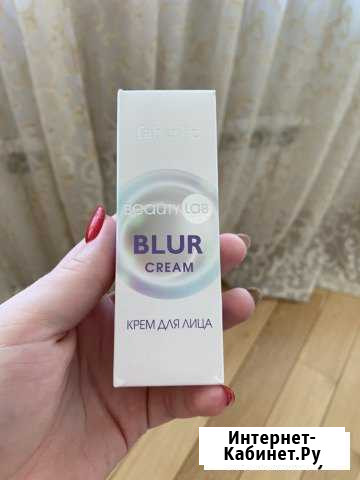 Beauty LAB
BLUR
CREAM
КРЕМ ДЛЯ ЛИЦА
Интернет-
Кабинет.Ру